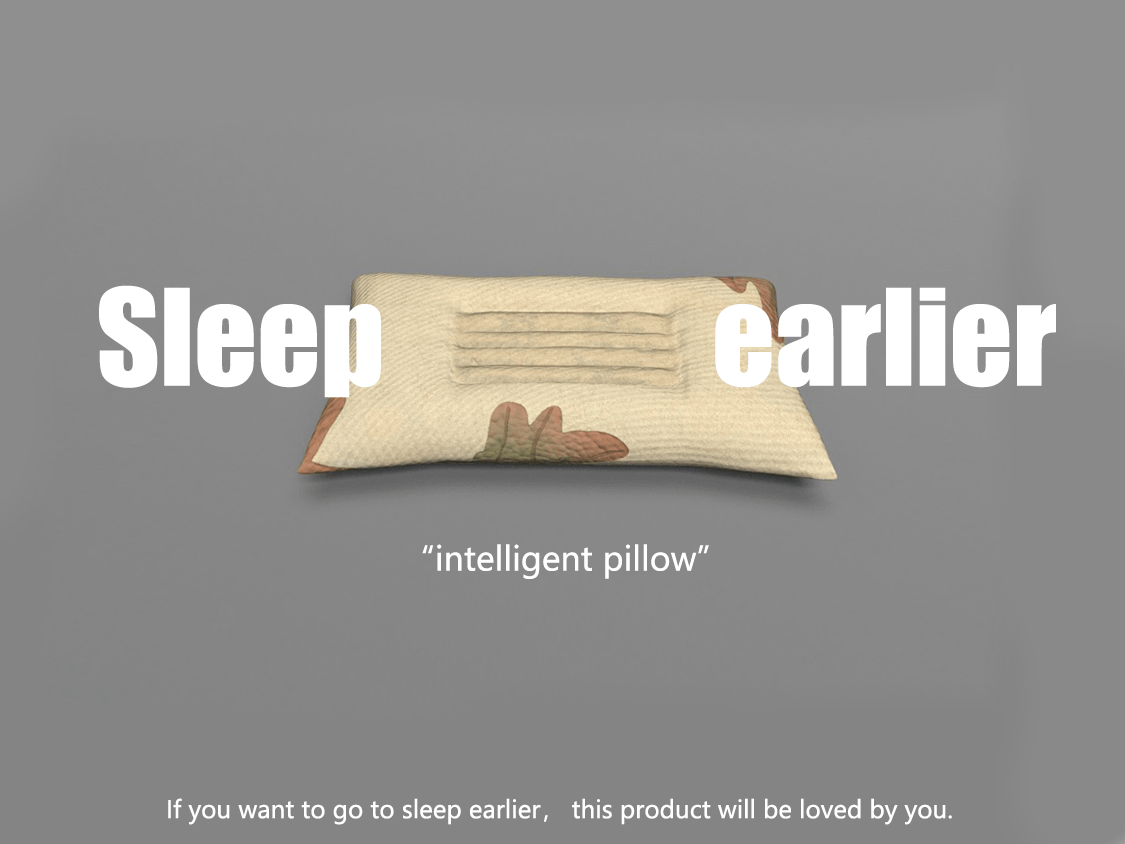 Sleep earlier
“intelligent pillow”
If you want to go to sleep earlier， this product will be loved by you.